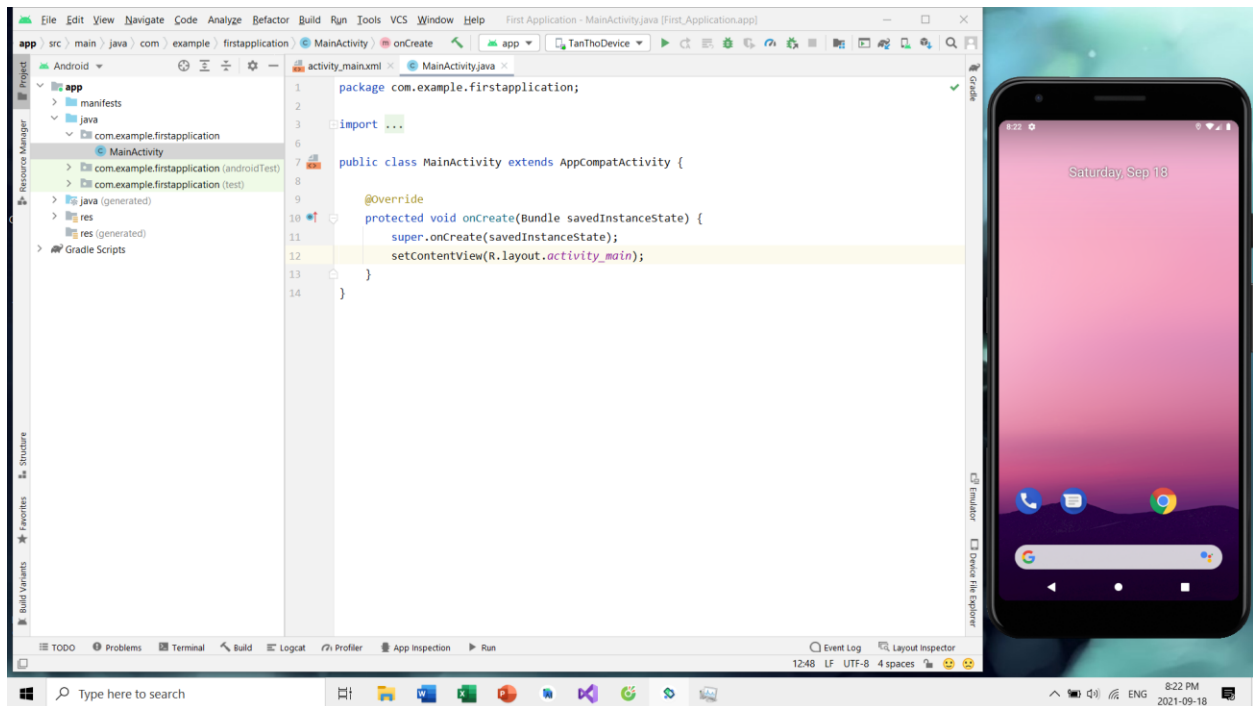 File Edit View Navigate Code Analyze Refactor Build Run Tools VCS Window Help First Application - MainActivity.java [First_Application.app]
app src main java com example firstapplication MainActivity onCreate app TanThoDevice
Android
activity_main.xml MainActivity.java
Project
Resource Manager
Structure
Favorites
Build Variants
app
manifests
java
com.example.firstapplication
MainActivity
com.example.firstapplication (androidTest)
com.example.firstapplication (test)
java (generated)
res
res (generated)
Gradle Scripts
1 package com.example.firstapplication;
2
3 import ...
6
7 public class MainActivity extends AppCompatActivity {
8
9 @Override
10 protected void onCreate(Bundle savedInstanceState) {
11 super.onCreate(savedInstanceState);
12 setContentView(R.layout.activity_main);
13 }
14 }
Gradle
Emulator
Device File Explorer
8:22
Saturday, Sep 18
TODO Problems Terminal Build Logcat Profiler App Inspection Run Event Log Layout Inspector
12:48 LF UTF-8 4 spaces
Type here to search
ENG
8:22 PM
2021-09-18